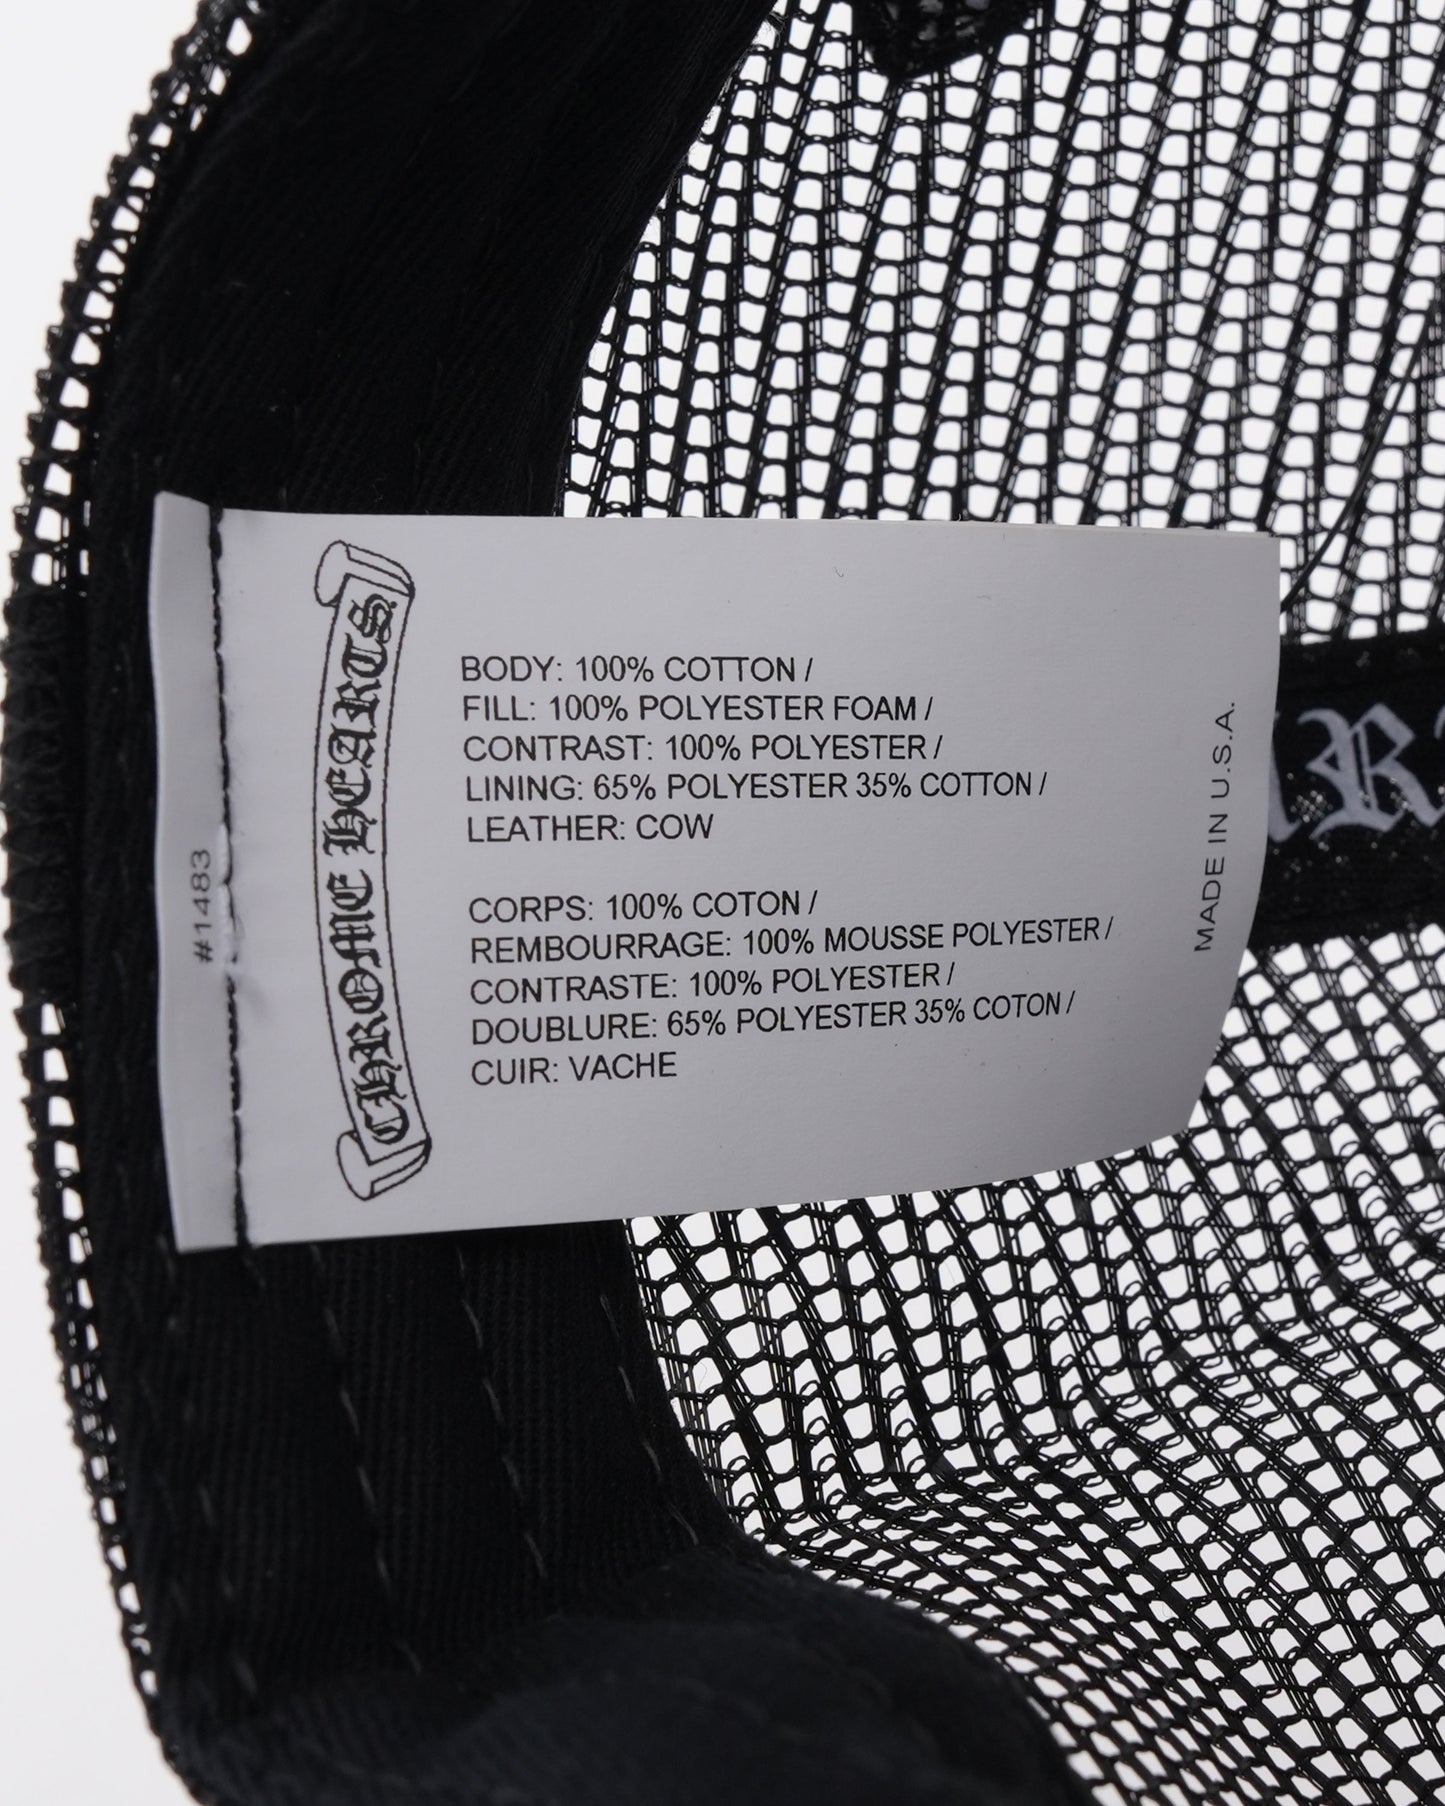 CHROME HEARTS
BODY: 100% COTTON /
FILL: 100% POLYESTER FOAM /
CONTRAST: 100% POLYESTER /
LINING: 65% POLYESTER 35% COTTON /
LEATHER: COW
CORPS: 100% COTON /
REMBOURRAGE: 100% MOUSSE POLYESTER /
CONTRASTE: 100% POLYESTER /
DOUBLURE: 65% POLYESTER 35% COTON /
CUIR: VACHE
#1483
MADE IN U.S.A.